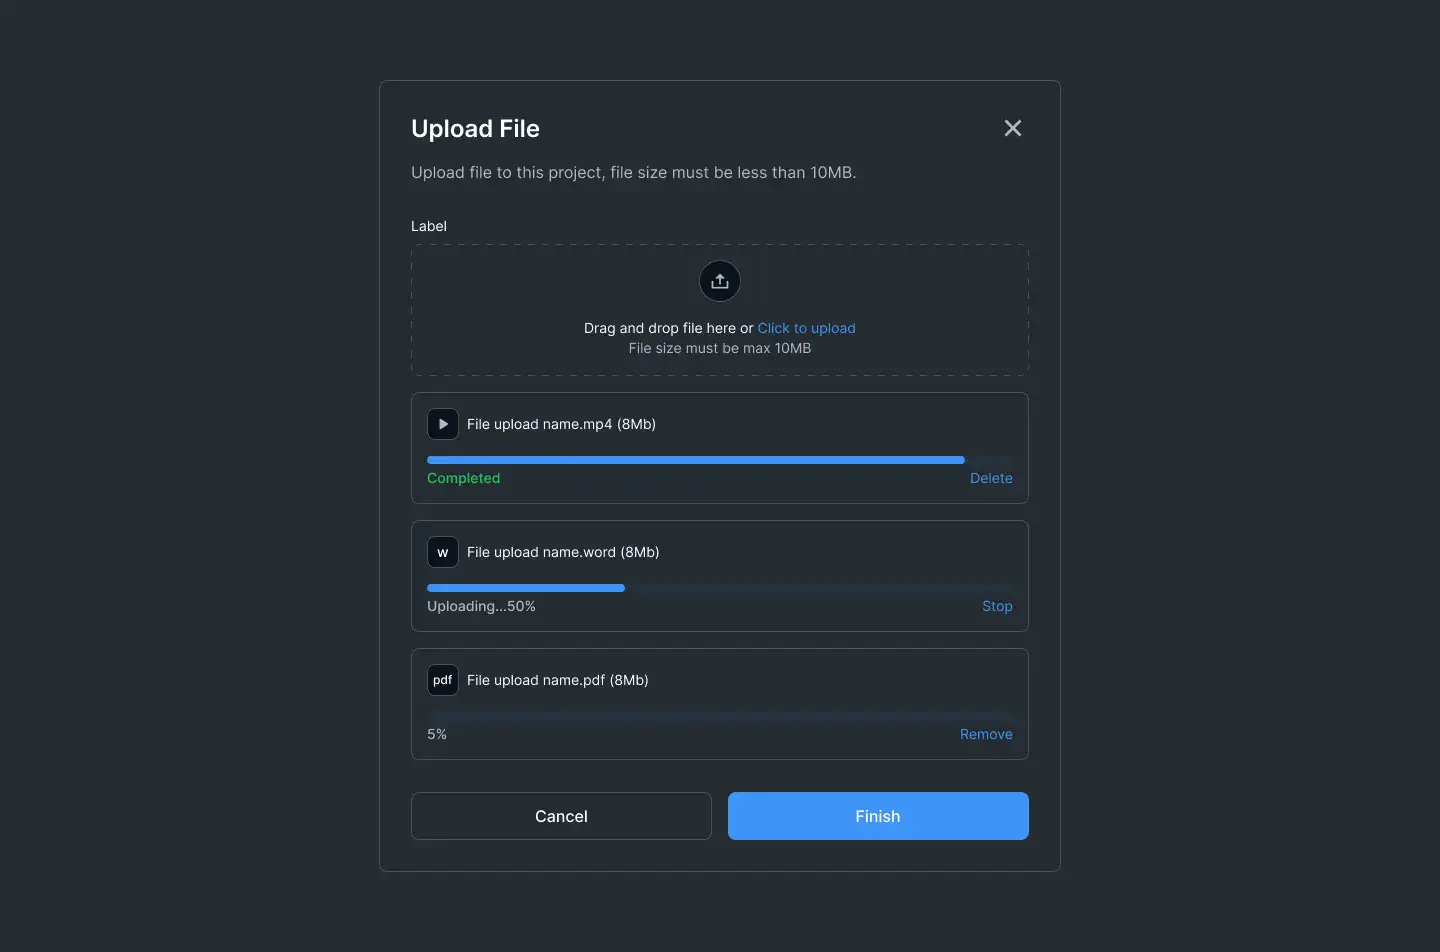 Upload File
Upload file to this project, file size must be less than 10MB.
Label
Drag and drop file here or Click to upload
File size must be max 10MB
File upload name.mp4 (8Mb)
Completed
Delete
w
File upload name.word (8Mb)
Uploading...50%
Stop
pdf
File upload name.pdf (8Mb)
5%
Remove
Cancel
Finish